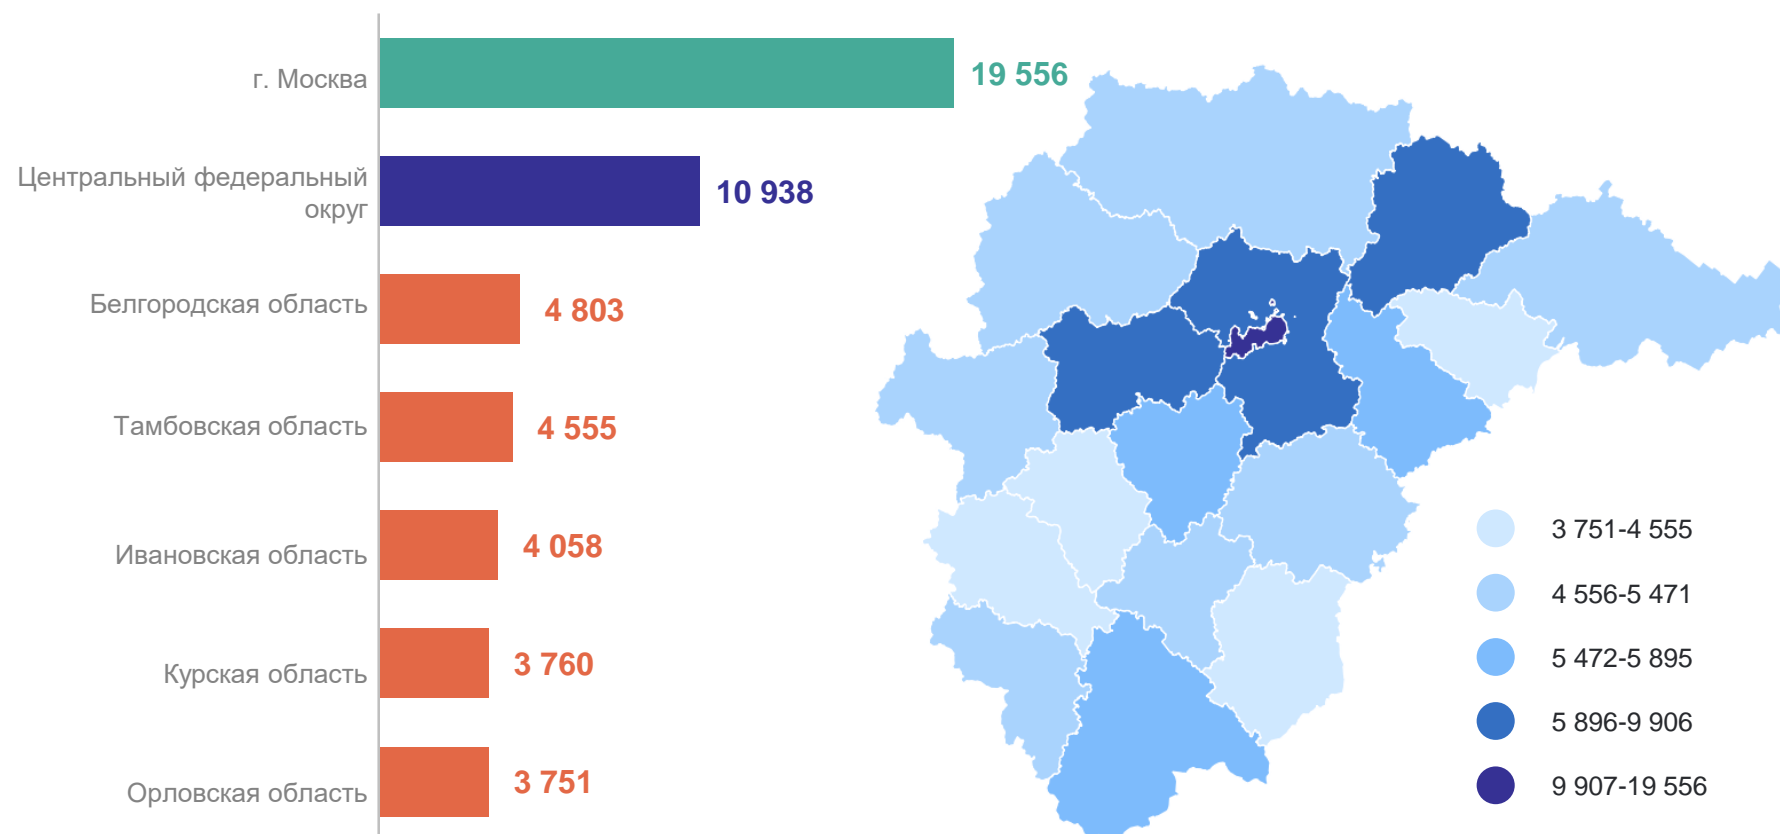 г. Москва
19 556
Центральный федеральный
округ
10 938
Белгородская область
4 803
Тамбовская область
4 555
Ивановская область
4 058
Курская область
3 760
Орловская область
3 751
3 751-4 555
4 556-5 471
5 472-5 895
5 896-9 906
9 907-19 556